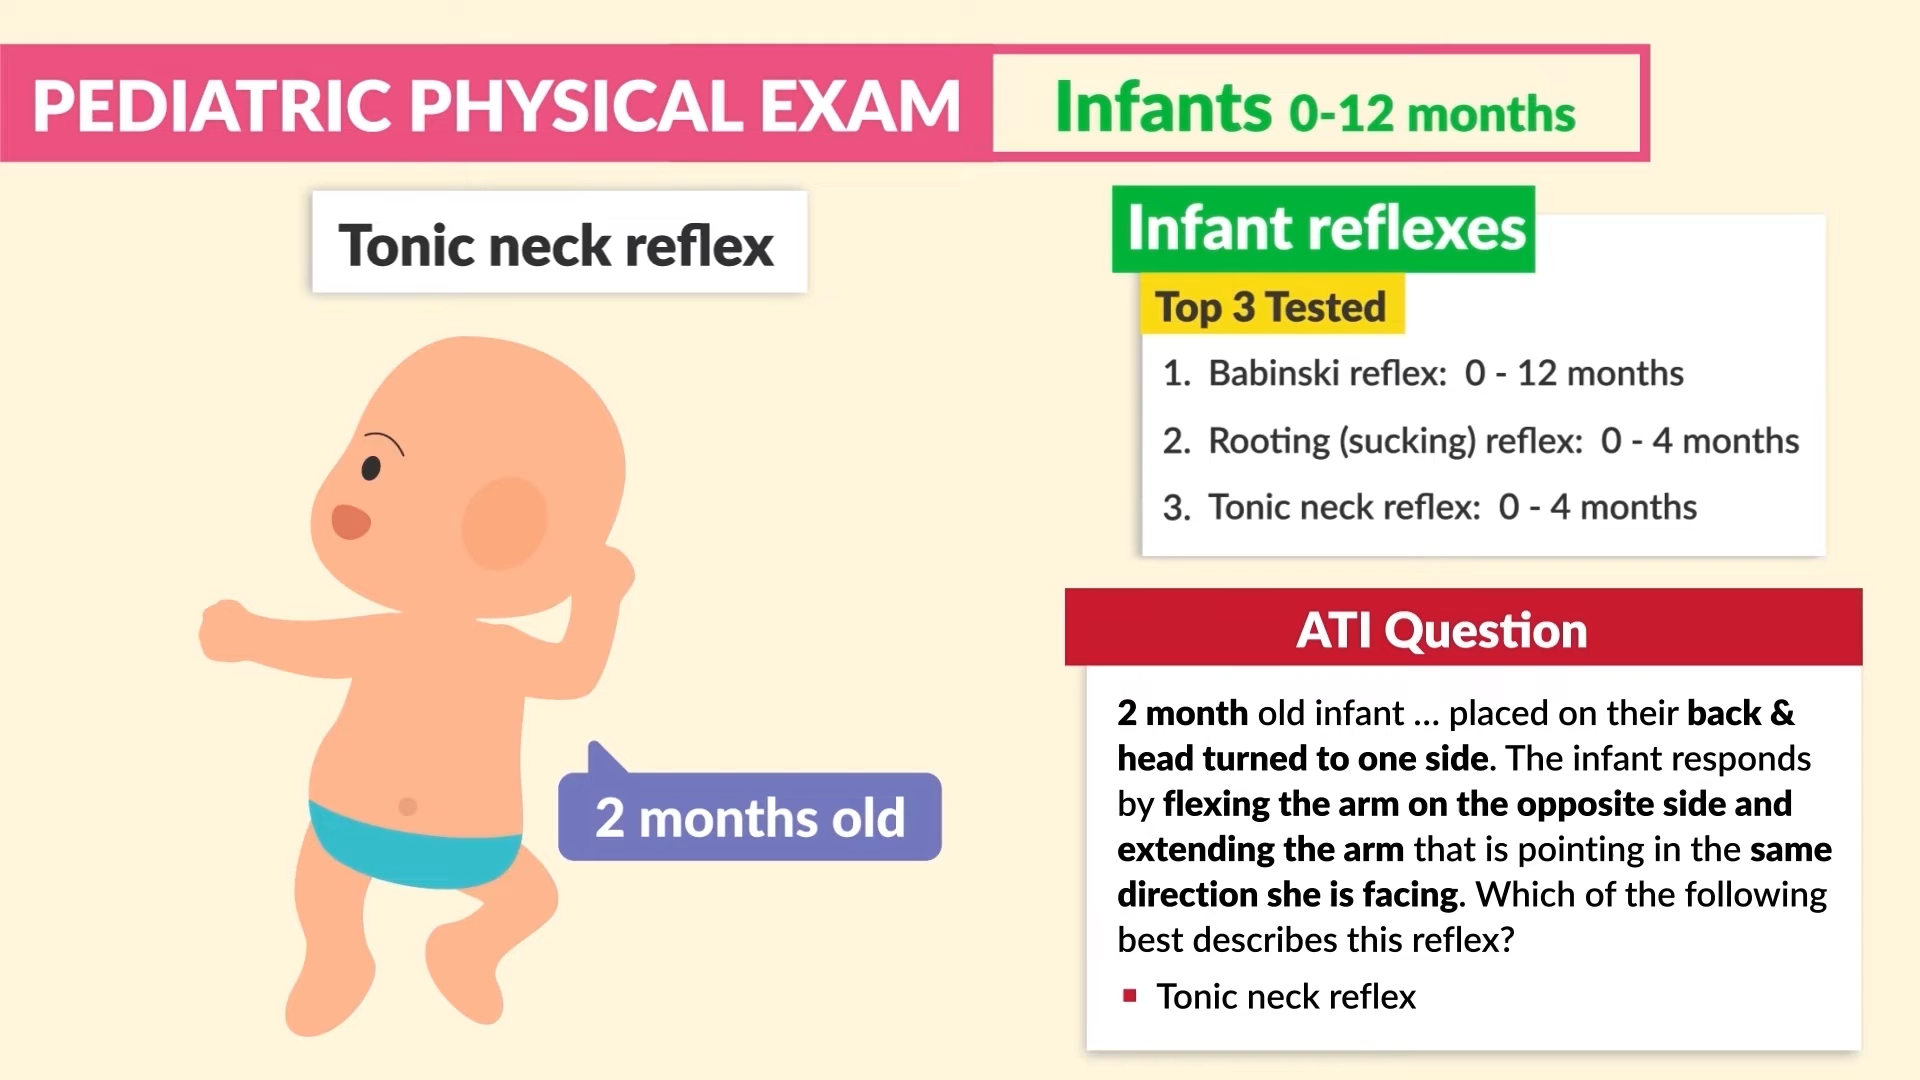 PEDIATRIC PHYSICAL EXAM
Infants 0-12 months
Tonic neck reflex
2 months old
Infant reflexes
Top 3 Tested
1. Babinski reflex: 0 - 12 months
2. Rooting (sucking) reflex: 0 - 4 months
3. Tonic neck reflex: 0 - 4 months
ATI Question
2 month old infant ... placed on their back &
head turned to one side. The infant responds
by flexing the arm on the opposite side and
extending the arm that is pointing in the same
direction she is facing. Which of the following
best describes this reflex?
▪ Tonic neck reflex